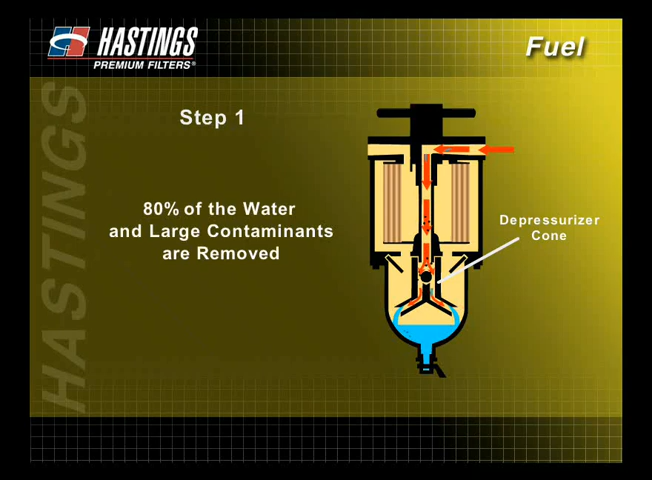 HASTINGS
PREMIUM FILTERS®
Fuel
HASTINGS
Step 1
80% of the Water
and Large Contaminants
are Removed
Depressurizer
Cone